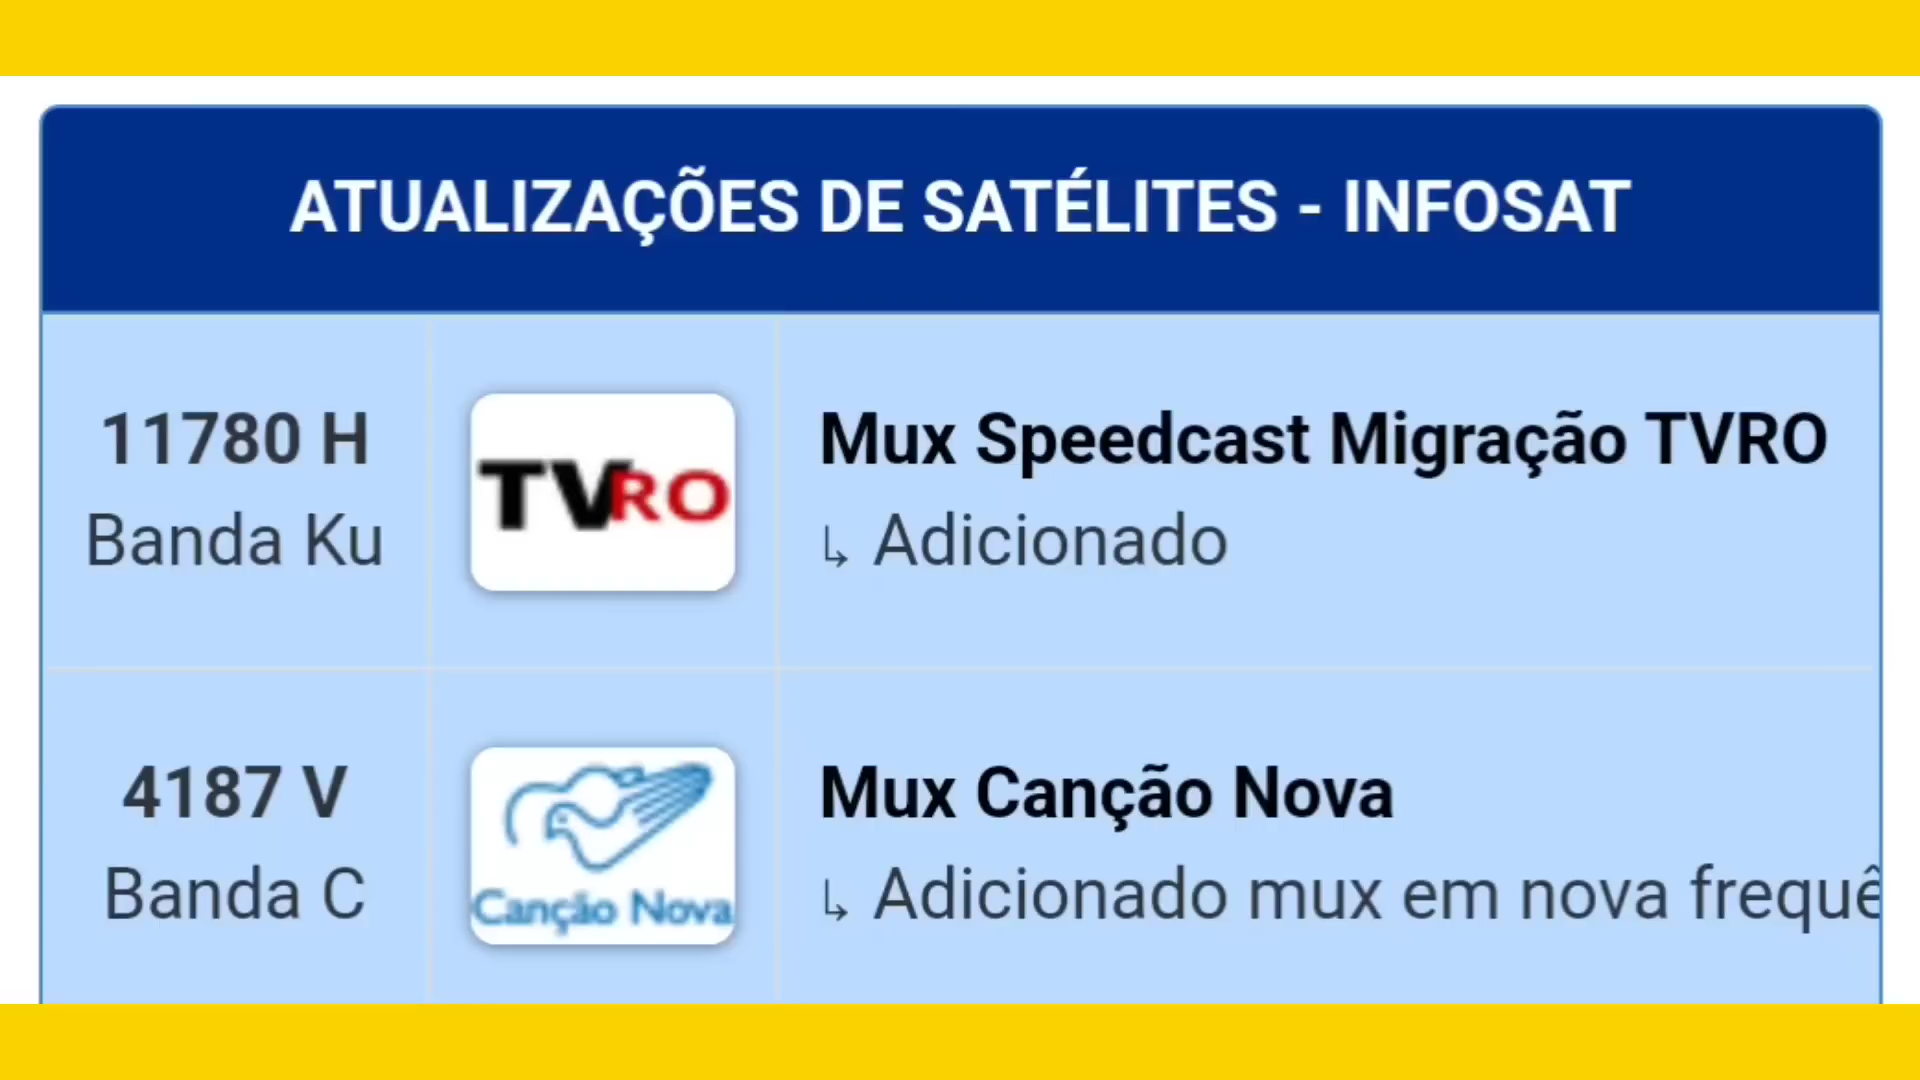 ATUALIZAÇÕES DE SATÉLITES - INFOSAT
11780 H
Banda Ku
TVRO
Mux Speedcast Migração TVRO
↳ Adicionado
4187 V
Banda C
Canção Nova
Mux Canção Nova
↳ Adicionado mux em nova frequê